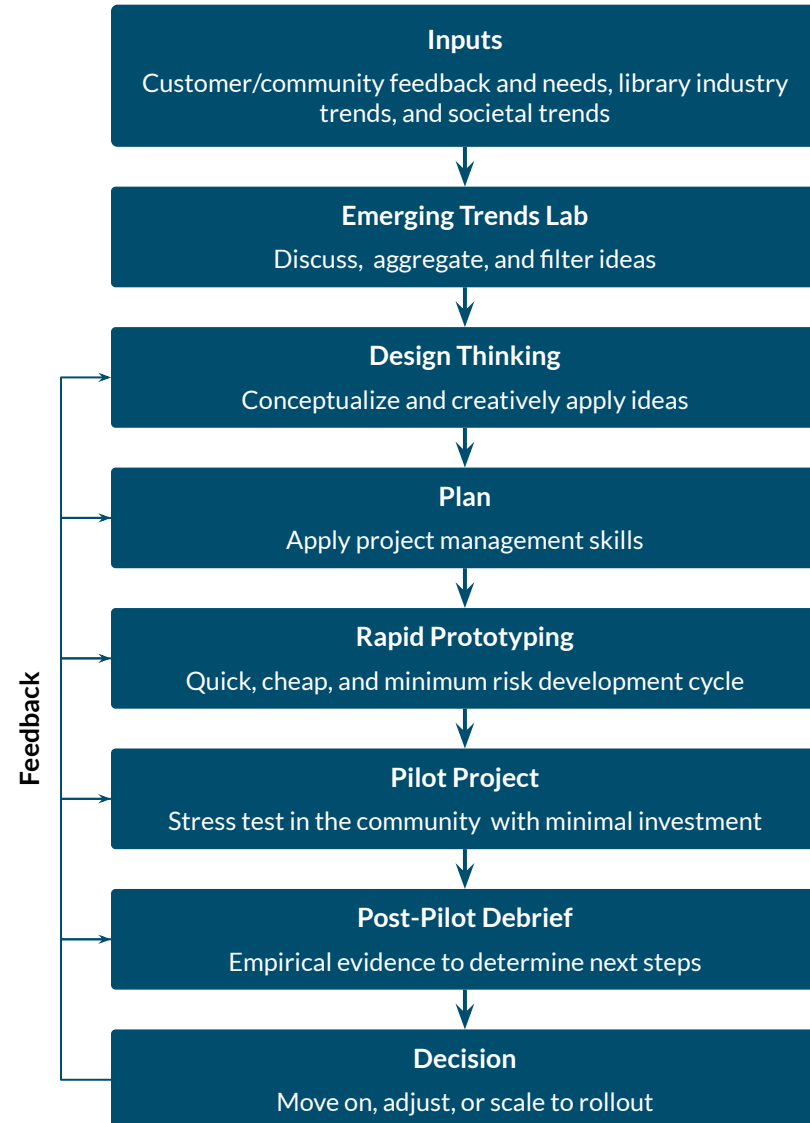 Inputs
Customer/community feedback and needs, library industry
trends, and societal trends
Emerging Trends Lab
Discuss, aggregate, and filter ideas
Design Thinking
Conceptualize and creatively apply ideas
Plan
Apply project management skills
Rapid Prototyping
Quick, cheap, and minimum risk development cycle
Feedback
Pilot Project
Stress test in the community with minimal investment
Post-Pilot Debrief
Empirical evidence to determine next steps
Decision
Move on, adjust, or scale to rollout